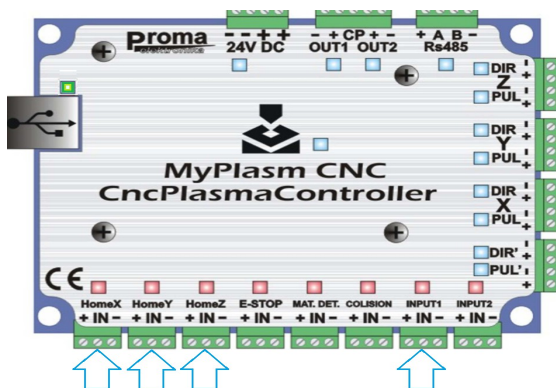 Proma
elektronika
- - + +
24V DC
- + CP + -
OUT1 OUT2
+ A B -
Rs485
DIR
Z
PUL
- + - +
DIR
Y
PUL
- + - +
DIR
X
PUL
- + - +
DIR'
PUL'
- + - +
MyPlasm CNC
CncPlasmaController
CE
HomeX HomeY HomeZ E-STOP MAT. DET. COLISION INPUT1 INPUT2
+ IN - + IN - + IN - + IN - + IN - + IN - + IN - + IN -